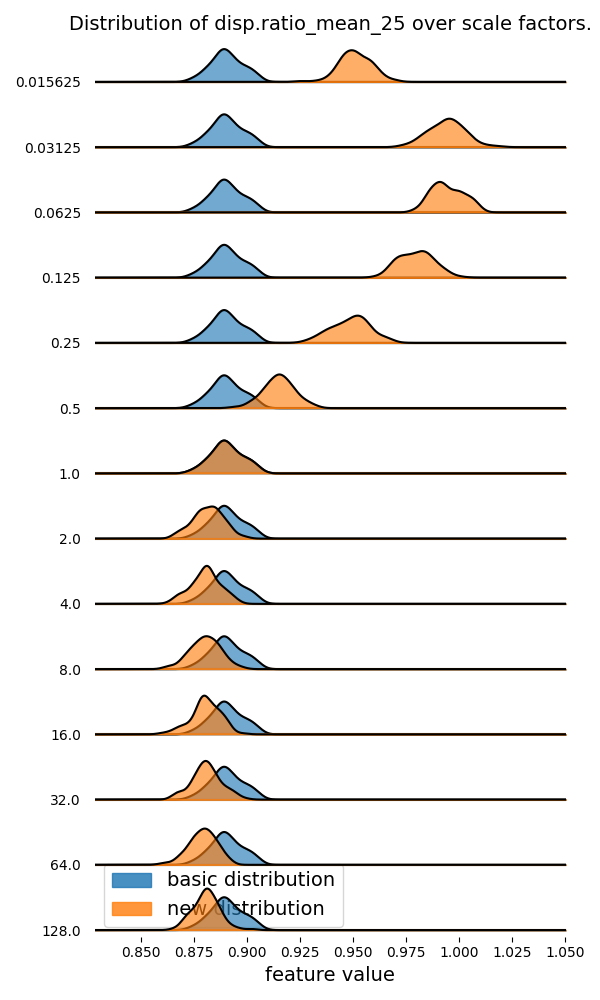 Distribution of disp.ratio_mean_25 over scale factors.
0.015625
0.03125
0.0625
0.125
0.25
0.5
1.0
2.0
4.0
8.0
16.0
32.0
64.0
basic distribution
new distribution
128.0
0.850 0.875 0.900 0.925 0.950 0.975 1.000 1.025 1.050
feature value